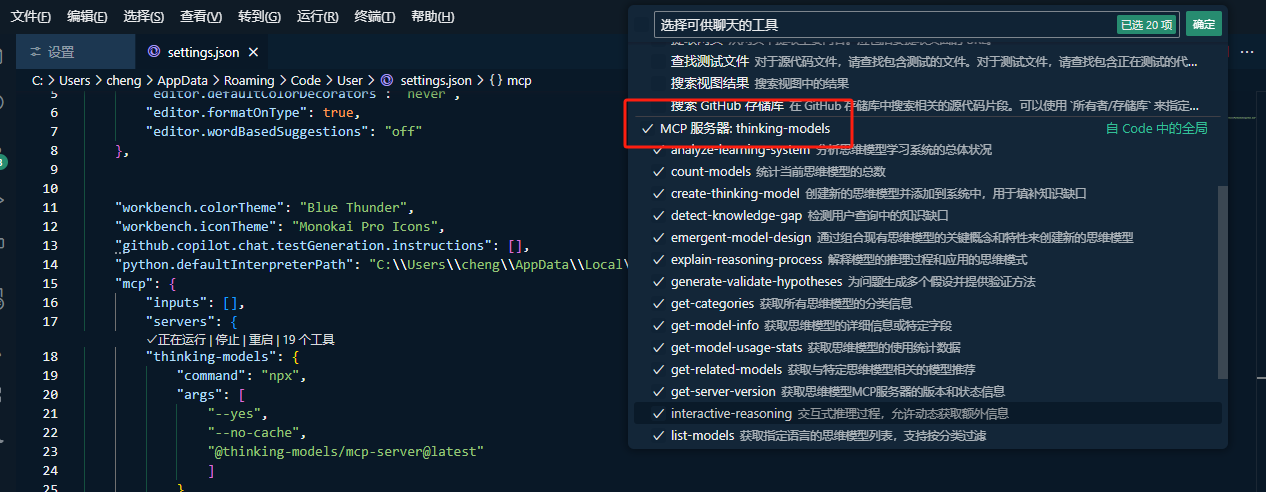 文件(F) 编辑(E) 选择(S) 查看(V) 转到(G) 运行(R) 终端(T) 帮助(H)
设置 settings.json
C: > Users > cheng > AppData > Roaming > Code > User > settings.json > {} mcp
5 "editor.defaultColorDecorators": "never",
6 "editor.formatOnType": true,
7 "editor.wordBasedSuggestions": "off"
8 },
9
10
11 "workbench.colorTheme": "Blue Thunder",
12 "workbench.iconTheme": "Monokai Pro Icons",
13 "github.copilot.chat.testGeneration.instructions": [],
14 "python.defaultInterpreterPath": "C:\\Users\\cheng\\AppData\\Local\
15 "mcp": {
16 "inputs": [],
17 "servers": {
✓正在运行 | 停止 | 重启 | 19 个工具
18 "thinking-models": {
19 "command": "npx",
20 "args": [
21 "--yes",
22 "--no-cache",
23 "@thinking-models/mcp-server@latest"
24 ]
25 }
选择可供聊天的工具 已选 20 项 确定
查找测试文件 对于源代码文件，请查找包含测试的文件。对于测试文件，请查找包含正在测试的代...
搜索视图结果 搜索视图中的结果
搜索 GitHub 存储库 在 GitHub 存储库中搜索相关的源代码片段。可以使用 `所有者/存储库` 来指定...
MCP 服务器: thinking-models 自 Code 中的全局
analyze-learning-system 分析思维模型学习系统的总体状况
count-models 统计当前思维模型的总数
create-thinking-model 创建新的思维模型并添加到系统中，用于填补知识缺口
detect-knowledge-gap 检测用户查询中的知识缺口
emergent-model-design 通过组合现有思维模型的关键概念和特性来创建新的思维模型
explain-reasoning-process 解释模型的推理过程和应用的思维模式
generate-validate-hypotheses 为问题生成多个假设并提供验证方法
get-categories 获取所有思维模型的分类信息
get-model-info 获取思维模型的详细信息或特定字段
get-model-usage-stats 获取思维模型的使用统计数据
get-related-models 获取与特定思维模型相关的模型推荐
get-server-version 获取思维模型MCP服务器的版本和状态信息
interactive-reasoning 交互式推理过程，允许动态获取额外信息
list-models 获取指定语言的思维模型列表，支持按分类过滤